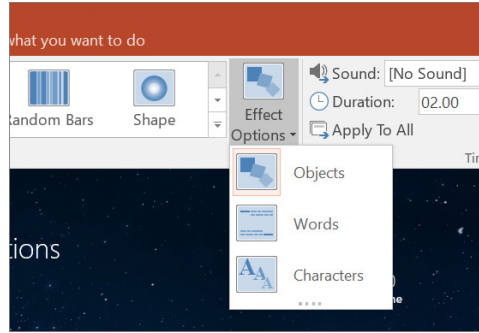 what you want to do
Random Bars
Shape
Effect
Options
Sound: [No Sound]
Duration: 02.00
Apply To All
Objects
Words
Characters